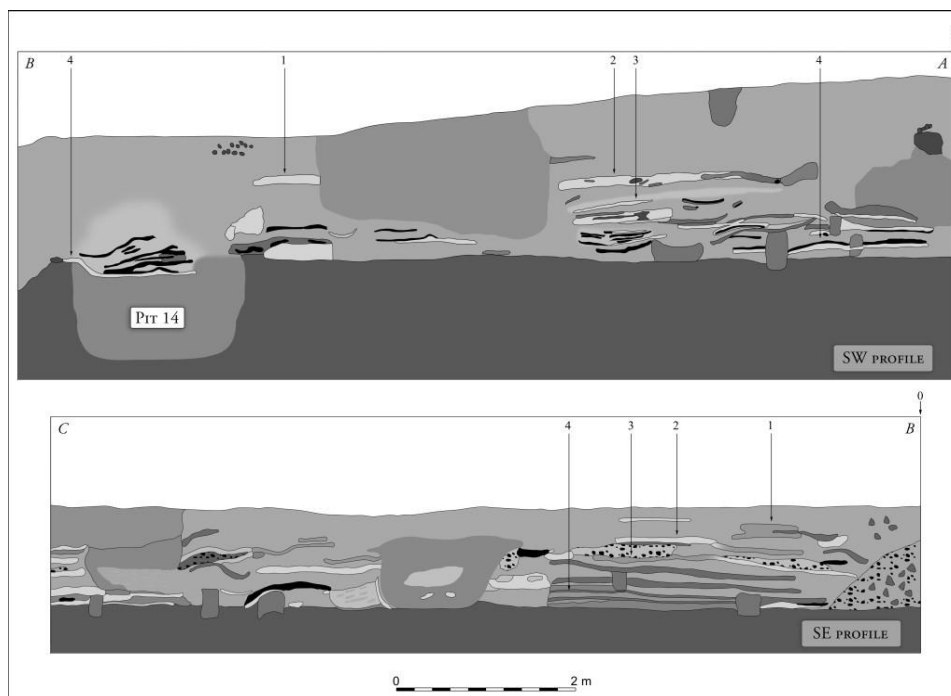 B 4 1 2 3 4 A
PIT 14
SW PROFILE
0
C 4 3 2 1 B
SE PROFILE
0 2 m